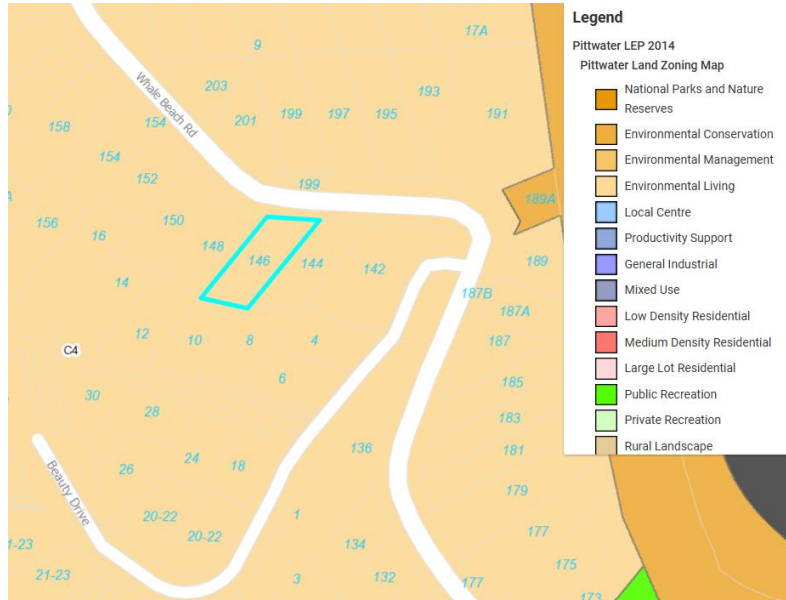 Legend
Pittwater LEP 2014
Pittwater Land Zoning Map
National Parks and Nature
Reserves
Environmental Conservation
Environmental Management
Environmental Living
Local Centre
Productivity Support
General Industrial
Mixed Use
Low Density Residential
Medium Density Residential
Large Lot Residential
Public Recreation
Private Recreation
Rural Landscape
17A
9
203
193
Whale Beach Rd
158
154
201
199
197
195
191
154
152
199
189A
156
16
150
148
146
144
142
189
14
187B
187A
12
10
8
4
187
C4
6
185
30
28
183
136
181
26
24
18
179
Beauty Drive
20-22
20-22
1
177
134
175
21-23
3
132
177
173